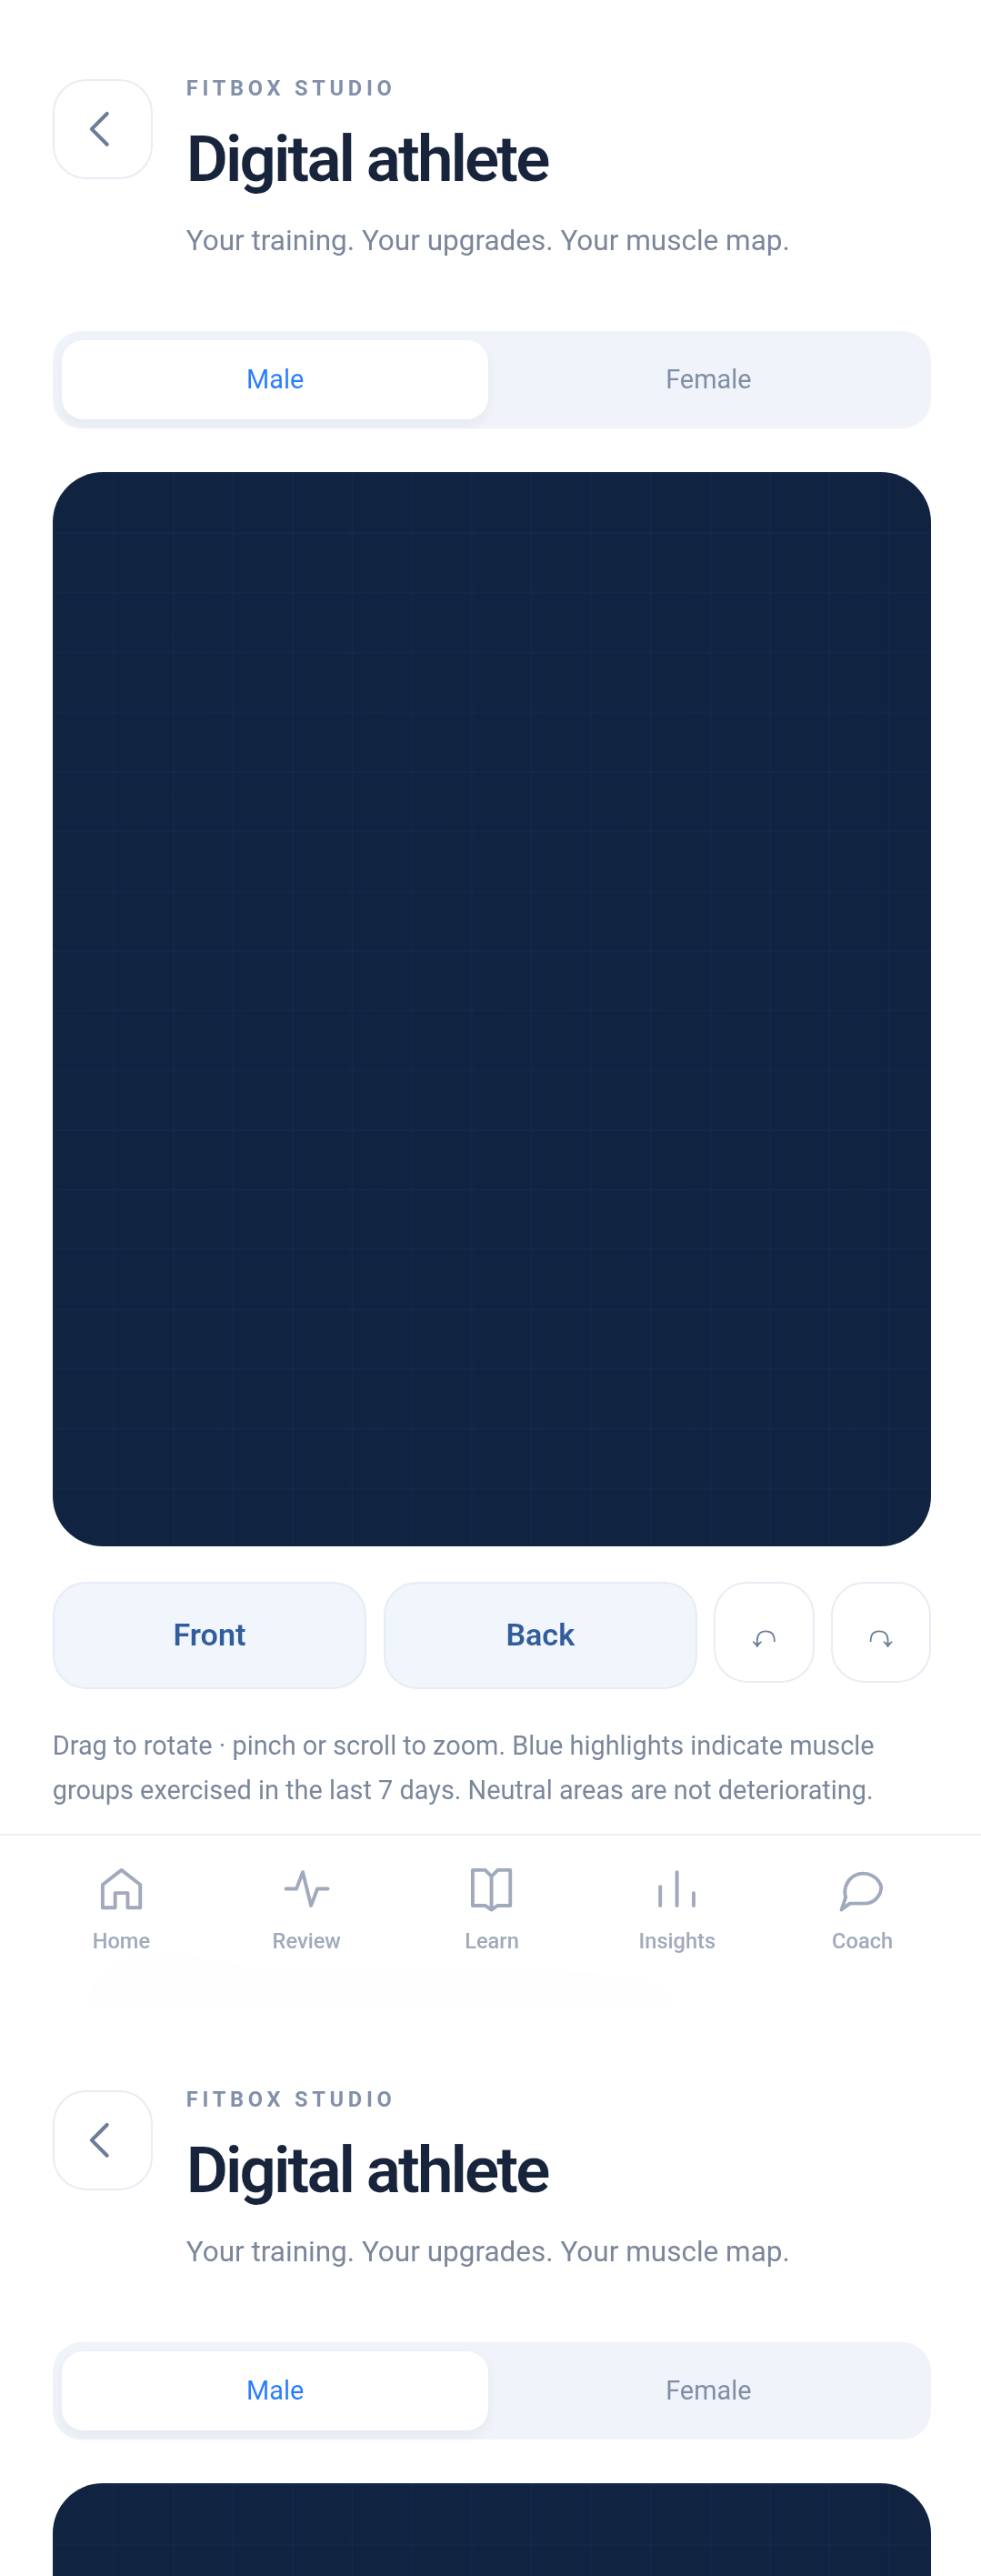 FITBOX STUDIO
Digital athlete
Your training. Your upgrades. Your muscle map.
Male
Female
Front
Back
Drag to rotate · pinch or scroll to zoom. Blue highlights indicate muscle
groups exercised in the last 7 days. Neutral areas are not deteriorating.
Home
Review
Learn
Insights
Coach
FITBOX STUDIO
Digital athlete
Your training. Your upgrades. Your muscle map.
Male
Female